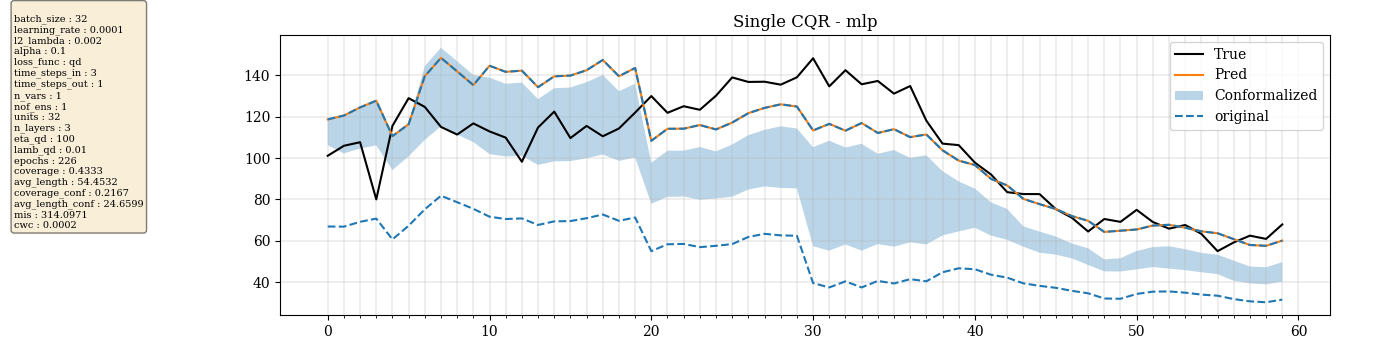 batch_size : 32
learning_rate : 0.0001
l2_lambda : 0.002
alpha : 0.1
loss_func : qd
time_steps_in : 3
time_steps_out : 1
n_vars : 1
nof_ens : 1
units : 32
n_layers : 3
eta_qd : 100
lamb_qd : 0.01
epochs : 226
coverage : 0.4333
avg_length : 54.4532
coverage_conf : 0.2167
avg_length_conf : 24.6599
mis : 314.0971
cwc : 0.0002
Single CQR - mlp
True
Pred
Conformalized
original
140
120
100
80
60
40
0 10 20 30 40 50 60